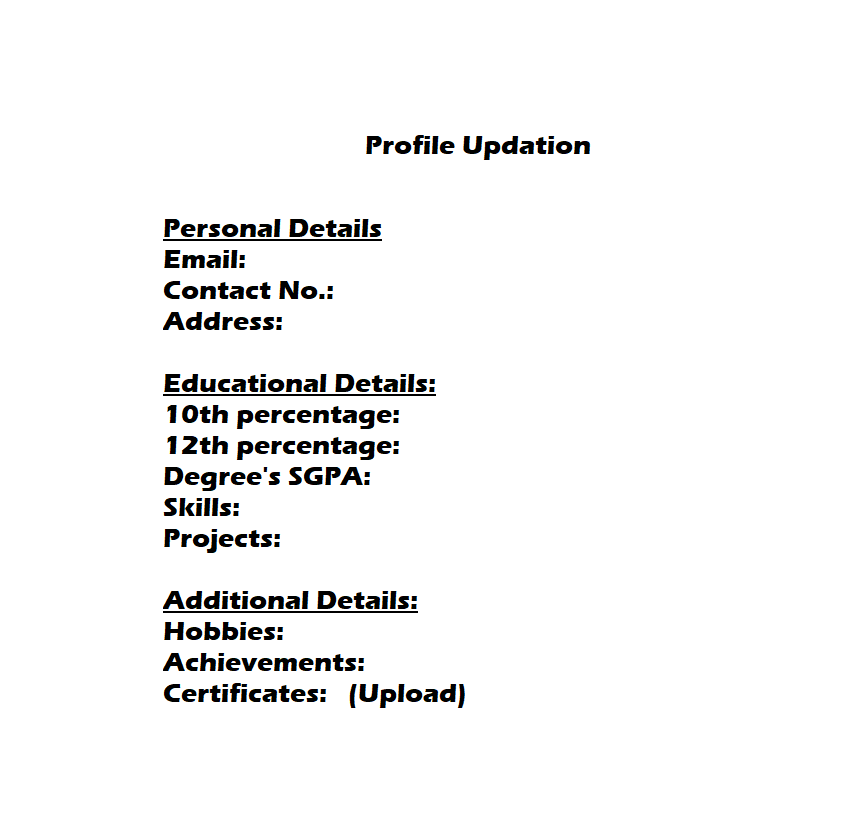 Profile Updation
Personal Details
Email:
Contact No.:
Address:
Educational Details:
10th percentage:
12th percentage:
Degree's SGPA:
Skills:
Projects:
Additional Details:
Hobbies:
Achievements:
Certificates: (Upload)